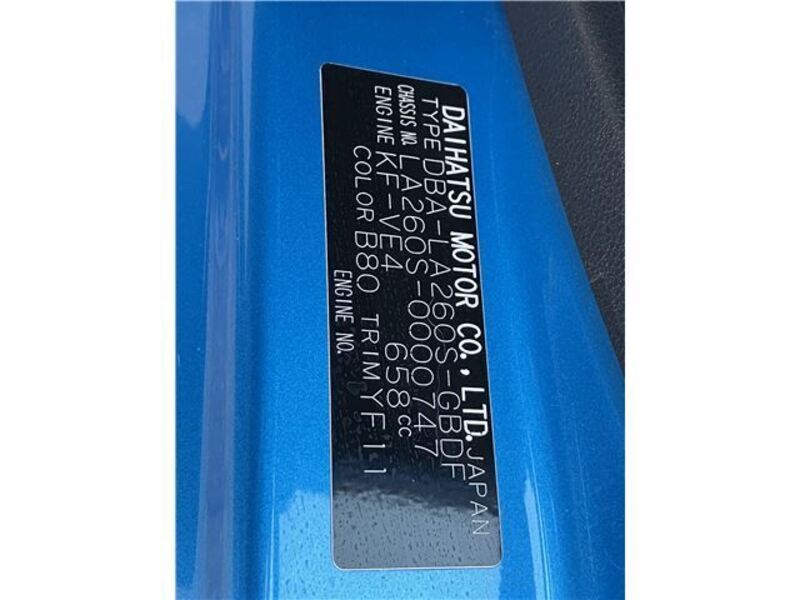 DAIHATSU MOTOR CO., LTD. JAPAN
TYPE DBA-LA260S-GBDF
CHASSIS NO. LA260S-0000747
ENGINE KF-VE4 658cc
COLOR B80 TRIM YF11
ENGINE NO.